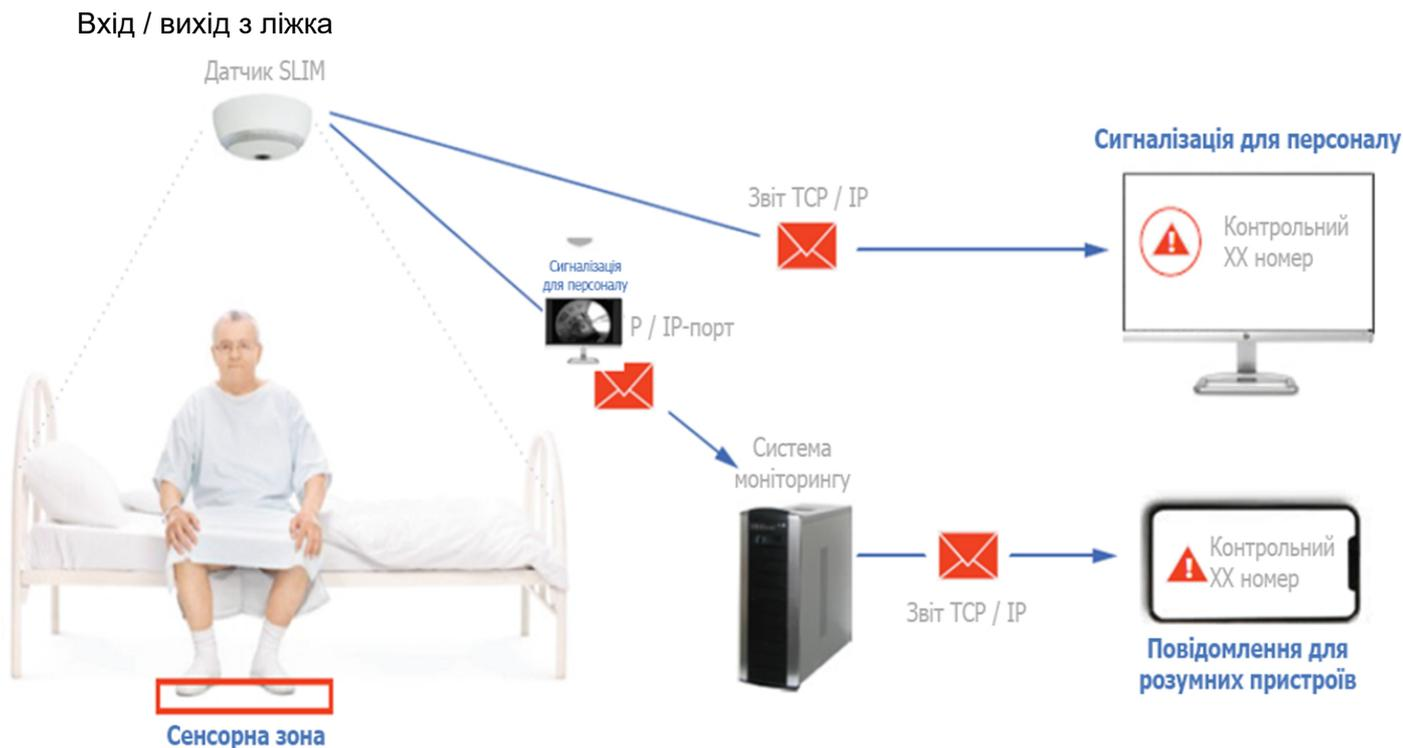 Вхід / вихід з ліжка
Датчик SLIM
Сигналізація для персоналу
Звіт TCP / IP
Контрольний
XX номер
Сигналізація
для персоналу
P / IP-порт
Система
моніторингу
Контрольний
XX номер
Звіт TCP / IP
Повідомлення для
розумних пристроїв
Сенсорна зона